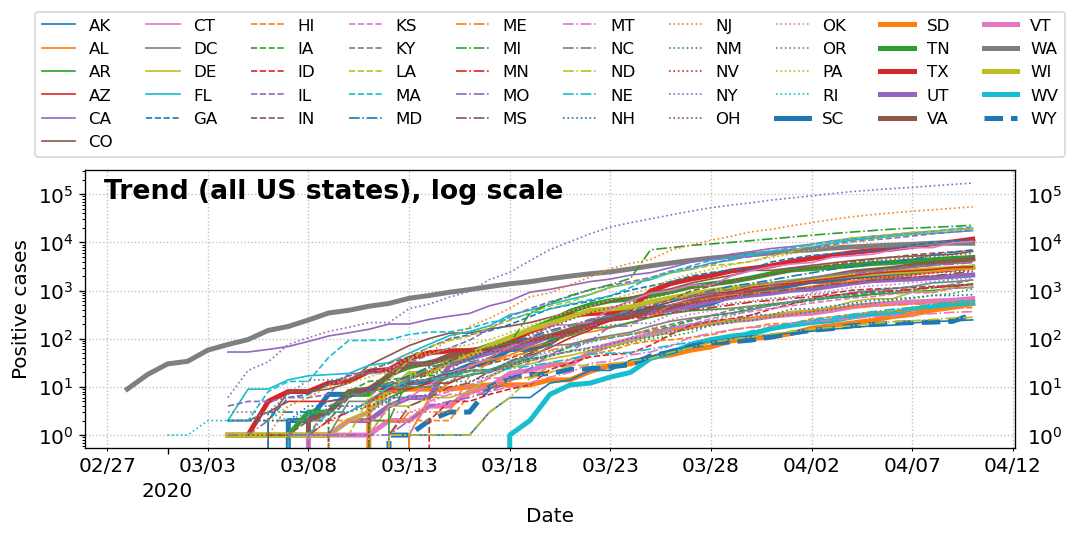 AK CT HI KS ME MT NJ OK SD VT
AL DC IA KY MI NC NM OR TN WA
AR DE ID LA MN ND NV PA TX WI
AZ FL IL MA MO NE NY RI UT WV
CA GA IN MD MS NH OH SC VA WY
CO
Trend (all US states), log scale
10⁵ 10⁵
10⁴ 10⁴
10³ 10³
10² 10²
10¹ 10¹
10⁰ 10⁰
Positive cases
02/27 03/03 03/08 03/13 03/18 03/23 03/28 04/02 04/07 04/12
2020
Date